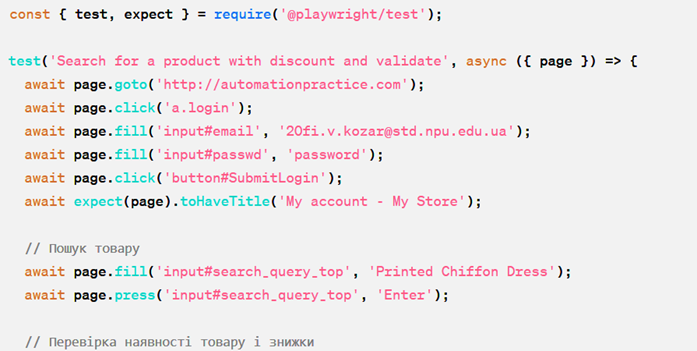 const { test, expect } = require('@playwright/test');
test('Search for a product with discount and validate', async ({ page }) => {
await page.goto('http://automationpractice.com');
await page.click('a.login');
await page.fill('input#email', '20fi.v.kozar@std.npu.edu.ua');
await page.fill('input#passwd', 'password');
await page.click('button#SubmitLogin');
await expect(page).toHaveTitle('My account - My Store');
// Пошук товару
await page.fill('input#search_query_top', 'Printed Chiffon Dress');
await page.press('input#search_query_top', 'Enter');
// Перевірка наявності товару і знижки